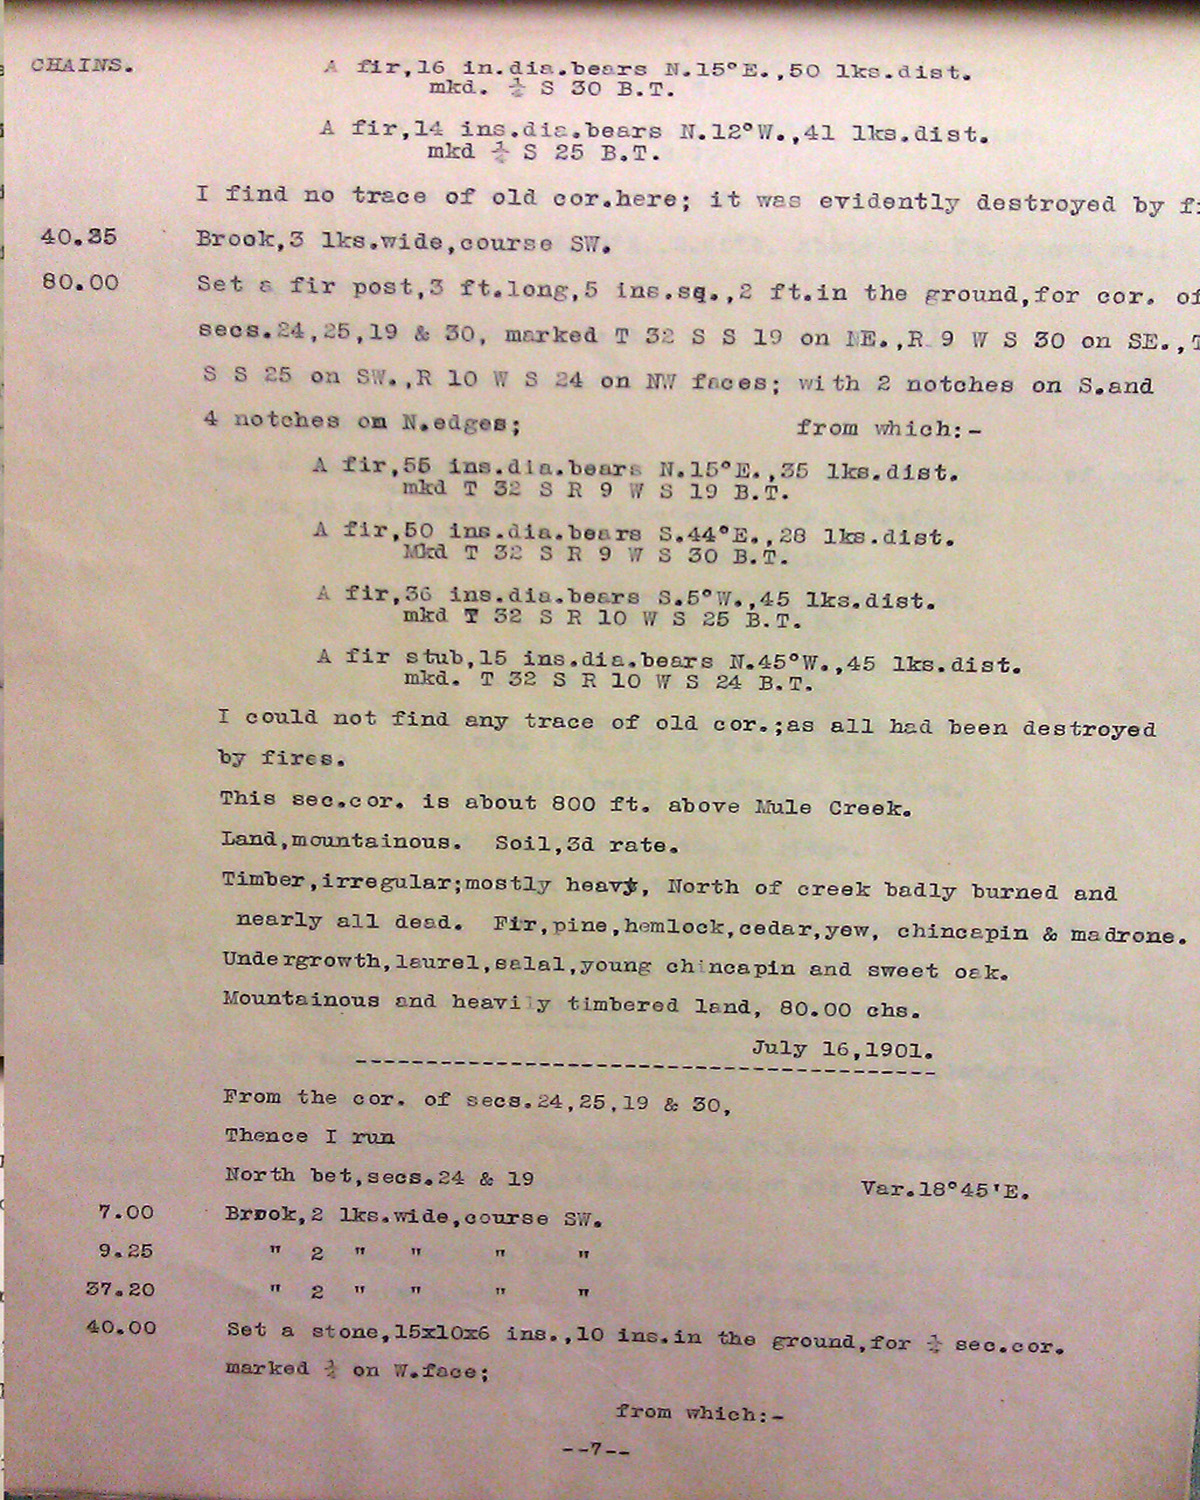 CHAINS.
A fir,16 in.dia.bears N.15°E.,50 lks.dist.
mkd. ¼ S 30 B.T.
A fir,14 ins.dia.bears N.12°W.,41 lks.dist.
mkd ¼ S 25 B.T.
I find no trace of old cor.here; it was evidently destroyed by
40.35 Brook,3 lks.wide,course SW.
80.00 Set a fir post,3 ft.long,5 ins.sq.,2 ft.in the ground,for cor. of
secs.24,25,19 & 30, marked T 32 S S 19 on NE.,R 9 W S 30 on SE.,T
S S 25 on SW.,R 10 W S 24 on NW faces; with 2 notches on S.and
4 notches on N.edges; from which:-
A fir,55 ins.dia.bears N.15°E.,35 lks.dist.
mkd T 32 S R 9 W S 19 B.T.
A fir,50 ins.dia.bears S.44°E.,28 lks.dist.
Mkd T 32 S R 9 W S 30 B.T.
A fir,36 ins.dia.bears S.5°W.,45 lks.dist.
mkd T 32 S R 10 W S 25 B.T.
A fir stub,15 ins.dia.bears N.45°W.,45 lks.dist.
mkd. T 32 S R 10 W S 24 B.T.
I could not find any trace of old cor.;as all had been destroyed
by fires.
This sec.cor. is about 800 ft. above Mule Creek.
Land,mountainous. Soil,3d rate.
Timber,irregular;mostly heavy, North of creek badly burned and
nearly all dead. Fir,pine,hemlock,cedar,yew, chincapin & madrone.
Undergrowth,laurel,salal,young chincapin and sweet oak.
Mountainous and heavily timbered land, 80.00 chs.
July 16,1901.
--------------------------------------------
From the cor. of secs.24,25,19 & 30,
Thence I run
North bet,secs.24 & 19 Var.18°45'E.
7.00 Brook,2 lks.wide,course SW.
9.25 " 2 " " " "
37.20 " 2 " " " "
40.00 Set a stone,15x10x6 ins.,10 ins.in the ground,for ¼ sec.cor.
marked ¼ on W.face;
from which:-
--7--